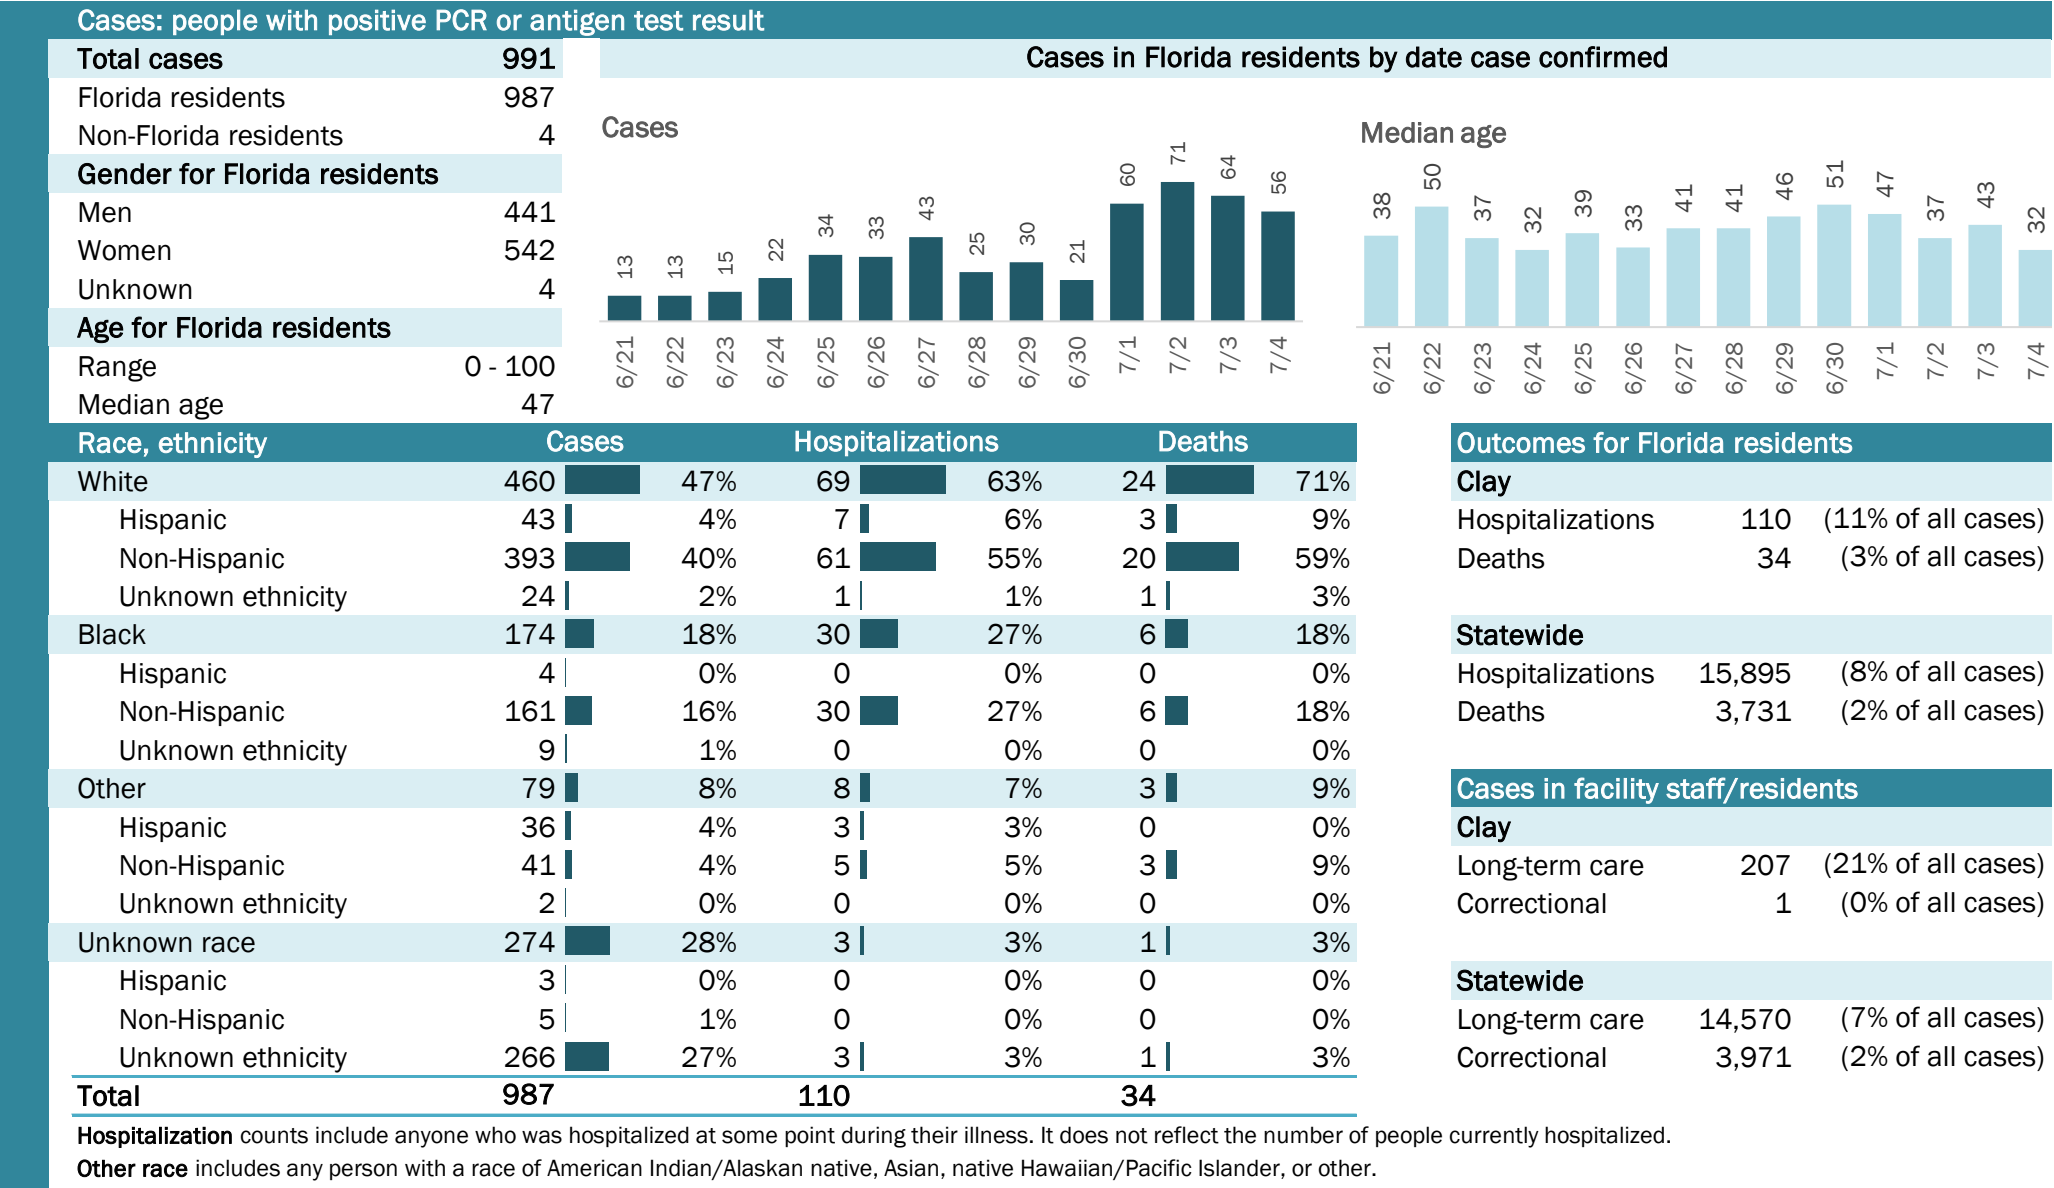 Cases: people with positive PCR or antigen test result
Total cases 991
Florida residents 987
Non-Florida residents 4
Gender for Florida residents
Men 441
Women 542
Unknown 4
Age for Florida residents
Range 0 - 100
Median age 47
Cases in Florida residents by date case confirmed
Cases
13 13 15 22 34 33 43 25 30 21 60 71 64 56
6/21 6/22 6/23 6/24 6/25 6/26 6/27 6/28 6/29 6/30 7/1 7/2 7/3 7/4
Median age
38 50 37 32 39 33 41 41 46 51 47 37 43 32
6/21 6/22 6/23 6/24 6/25 6/26 6/27 6/28 6/29 6/30 7/1 7/2 7/3 7/4
Race, ethnicity Cases Hospitalizations Deaths
White 460 47% 69 63% 24 71%
Hispanic 43 4% 7 6% 3 9%
Non-Hispanic 393 40% 61 55% 20 59%
Unknown ethnicity 24 2% 1 1% 1 3%
Black 174 18% 30 27% 6 18%
Hispanic 4 0% 0 0% 0 0%
Non-Hispanic 161 16% 30 27% 6 18%
Unknown ethnicity 9 1% 0 0% 0 0%
Other 79 8% 8 7% 3 9%
Hispanic 36 4% 3 3% 0 0%
Non-Hispanic 41 4% 5 5% 3 9%
Unknown ethnicity 2 0% 0 0% 0 0%
Unknown race 274 28% 3 3% 1 3%
Hispanic 3 0% 0 0% 0 0%
Non-Hispanic 5 1% 0 0% 0 0%
Unknown ethnicity 266 27% 3 3% 1 3%
Total 987 110 34
Outcomes for Florida residents
Clay
Hospitalizations 110 (11% of all cases)
Deaths 34 (3% of all cases)
Statewide
Hospitalizations 15,895 (8% of all cases)
Deaths 3,731 (2% of all cases)
Cases in facility staff/residents
Clay
Long-term care 207 (21% of all cases)
Correctional 1 (0% of all cases)
Statewide
Long-term care 14,570 (7% of all cases)
Correctional 3,971 (2% of all cases)
Hospitalization counts include anyone who was hospitalized at some point during their illness. It does not reflect the number of people currently hospitalized.
Other race includes any person with a race of American Indian/Alaskan native, Asian, native Hawaiian/Pacific Islander, or other.